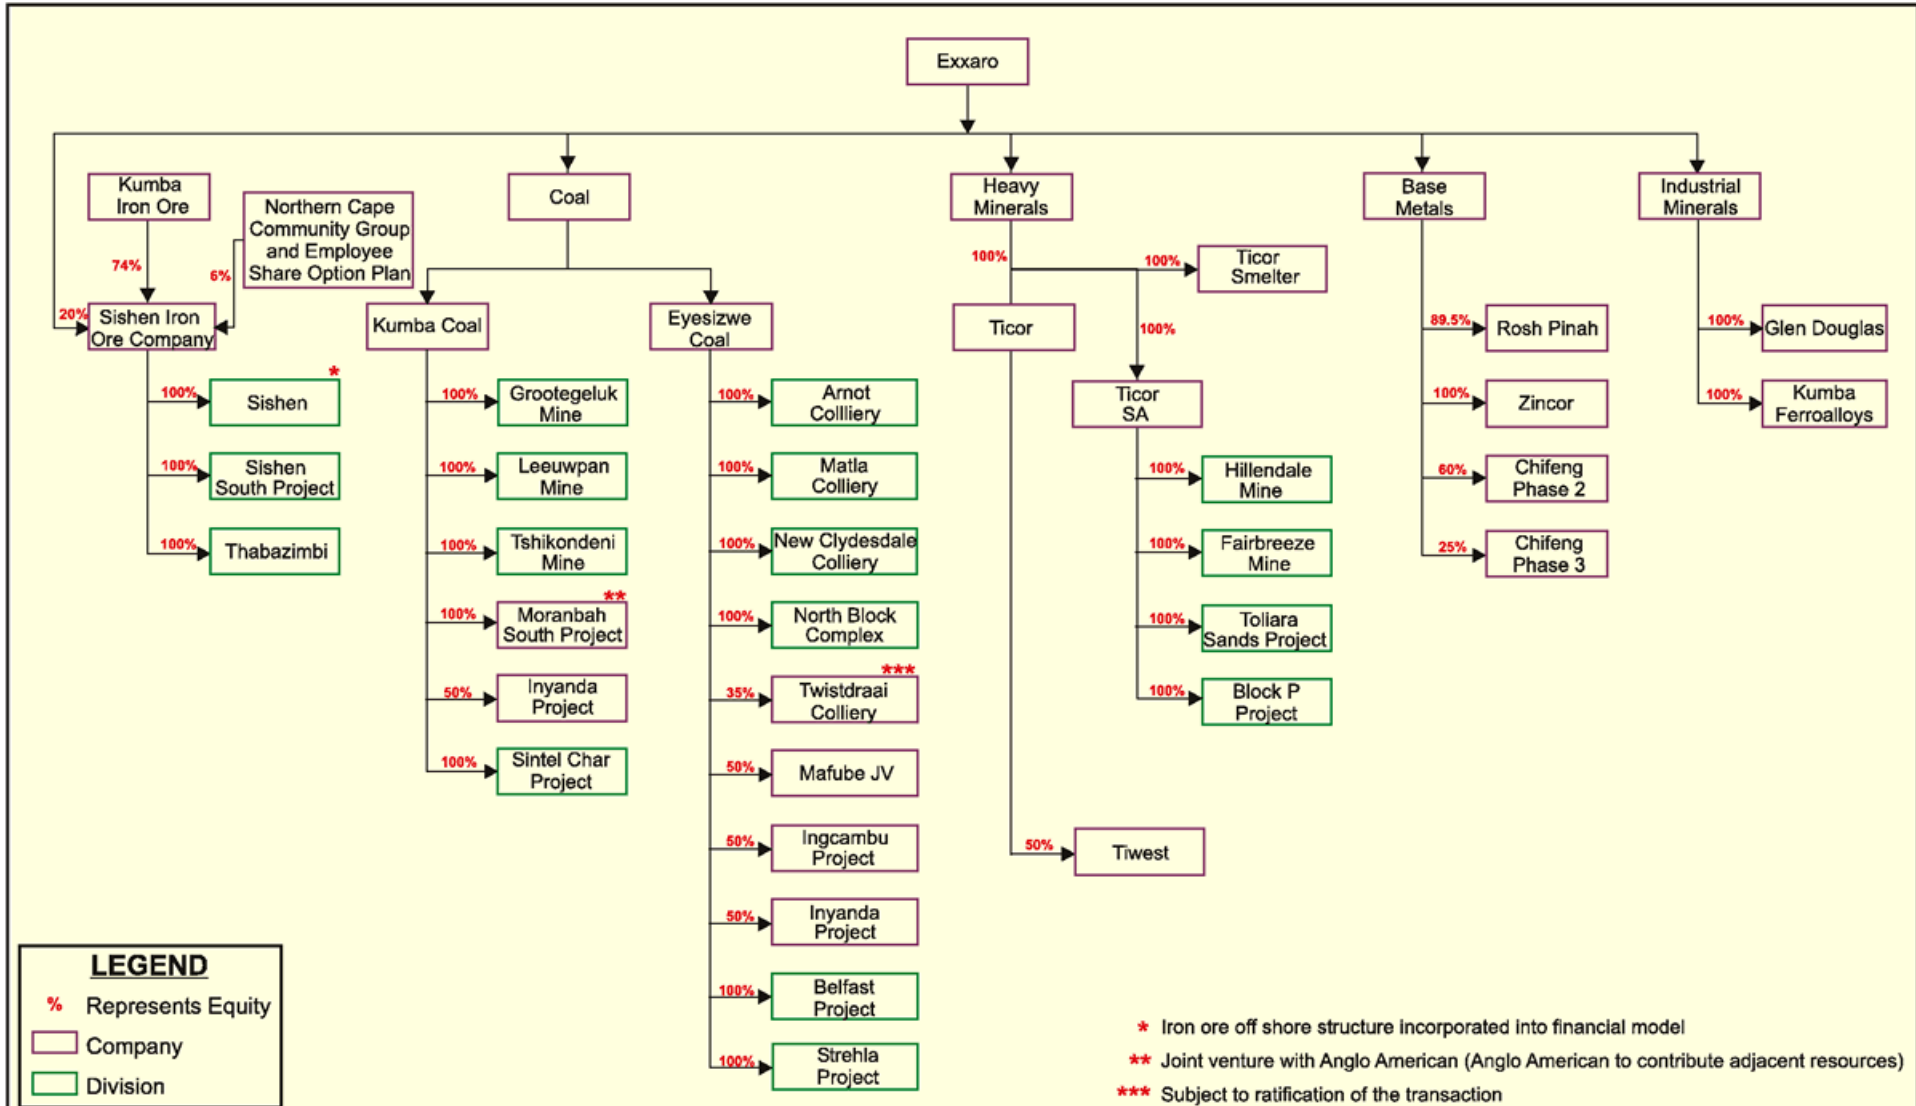 Exxaro
Kumba
Iron Ore
Northern Cape
Community Group
and Employee
Share Option Plan
Coal
Heavy
Minerals
Base
Metals
Industrial
Minerals
74%
6%
20%
Sishen Iron
Ore Company
*
100%
Sishen
100%
Sishen
South Project
100%
Thabazimbi
Kumba Coal
100%
Grootegeluk
Mine
100%
Leeuwpan
Mine
100%
Tshikondeni
Mine
**
100%
Moranbah
South Project
50%
Inyanda
Project
100%
Sintel Char
Project
Eyesizwe
Coal
100%
Arnot
Collliery
100%
Matla
Colliery
100%
New Clydesdale
Colliery
100%
North Block
Complex
***
35%
Twistdraai
Colliery
50%
Mafube JV
50%
Ingcambu
Project
50%
Inyanda
Project
100%
Belfast
Project
100%
Strehla
Project
100%
100%
Ticor
Smelter
Ticor
100%
Ticor
SA
100%
Hillendale
Mine
100%
Fairbreeze
Mine
100%
Toliara
Sands Project
100%
Block P
Project
50%
Tiwest
89.5%
Rosh Pinah
100%
Zincor
60%
Chifeng
Phase 2
25%
Chifeng
Phase 3
100%
Glen Douglas
100%
Kumba
Ferroalloys
LEGEND
% Represents Equity
Company
Division
* Iron ore off shore structure incorporated into financial model
** Joint venture with Anglo American (Anglo American to contribute adjacent resources)
*** Subject to ratification of the transaction